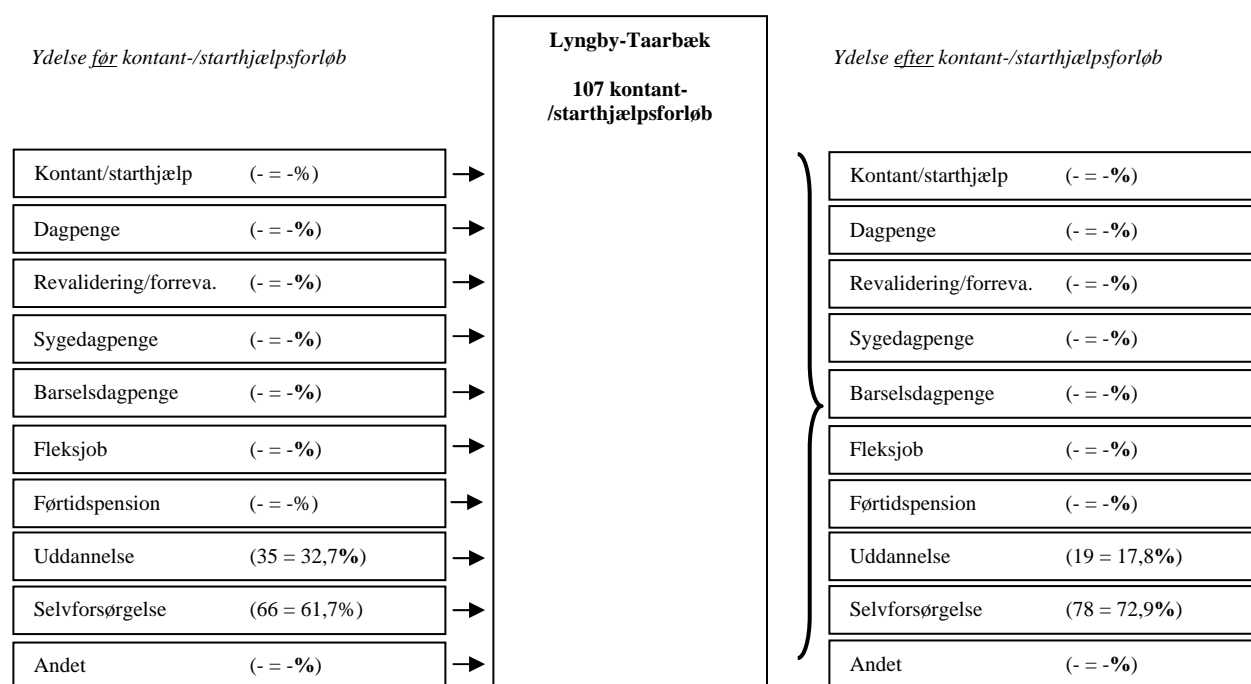 Ydelse før kontant-/starthjælpsforløb
Lyngby-Taarbæk
107 kontant-
/starthjælpsforløb
Ydelse efter kontant-/starthjælpsforløb
Kontant/starthjælp (- = -%)
Dagpenge (- = -%)
Revalidering/forreva. (- = -%)
Sygedagpenge (- = -%)
Barselsdagpenge (- = -%)
Fleksjob (- = -%)
Førtidspension (- = -%)
Uddannelse (35 = 32,7%)
Selvforsørgelse (66 = 61,7%)
Andet (- = -%)
Kontant/starthjælp (- = -%)
Dagpenge (- = -%)
Revalidering/forreva. (- = -%)
Sygedagpenge (- = -%)
Barselsdagpenge (- = -%)
Fleksjob (- = -%)
Førtidspension (- = -%)
Uddannelse (19 = 17,8%)
Selvforsørgelse (78 = 72,9%)
Andet (- = -%)